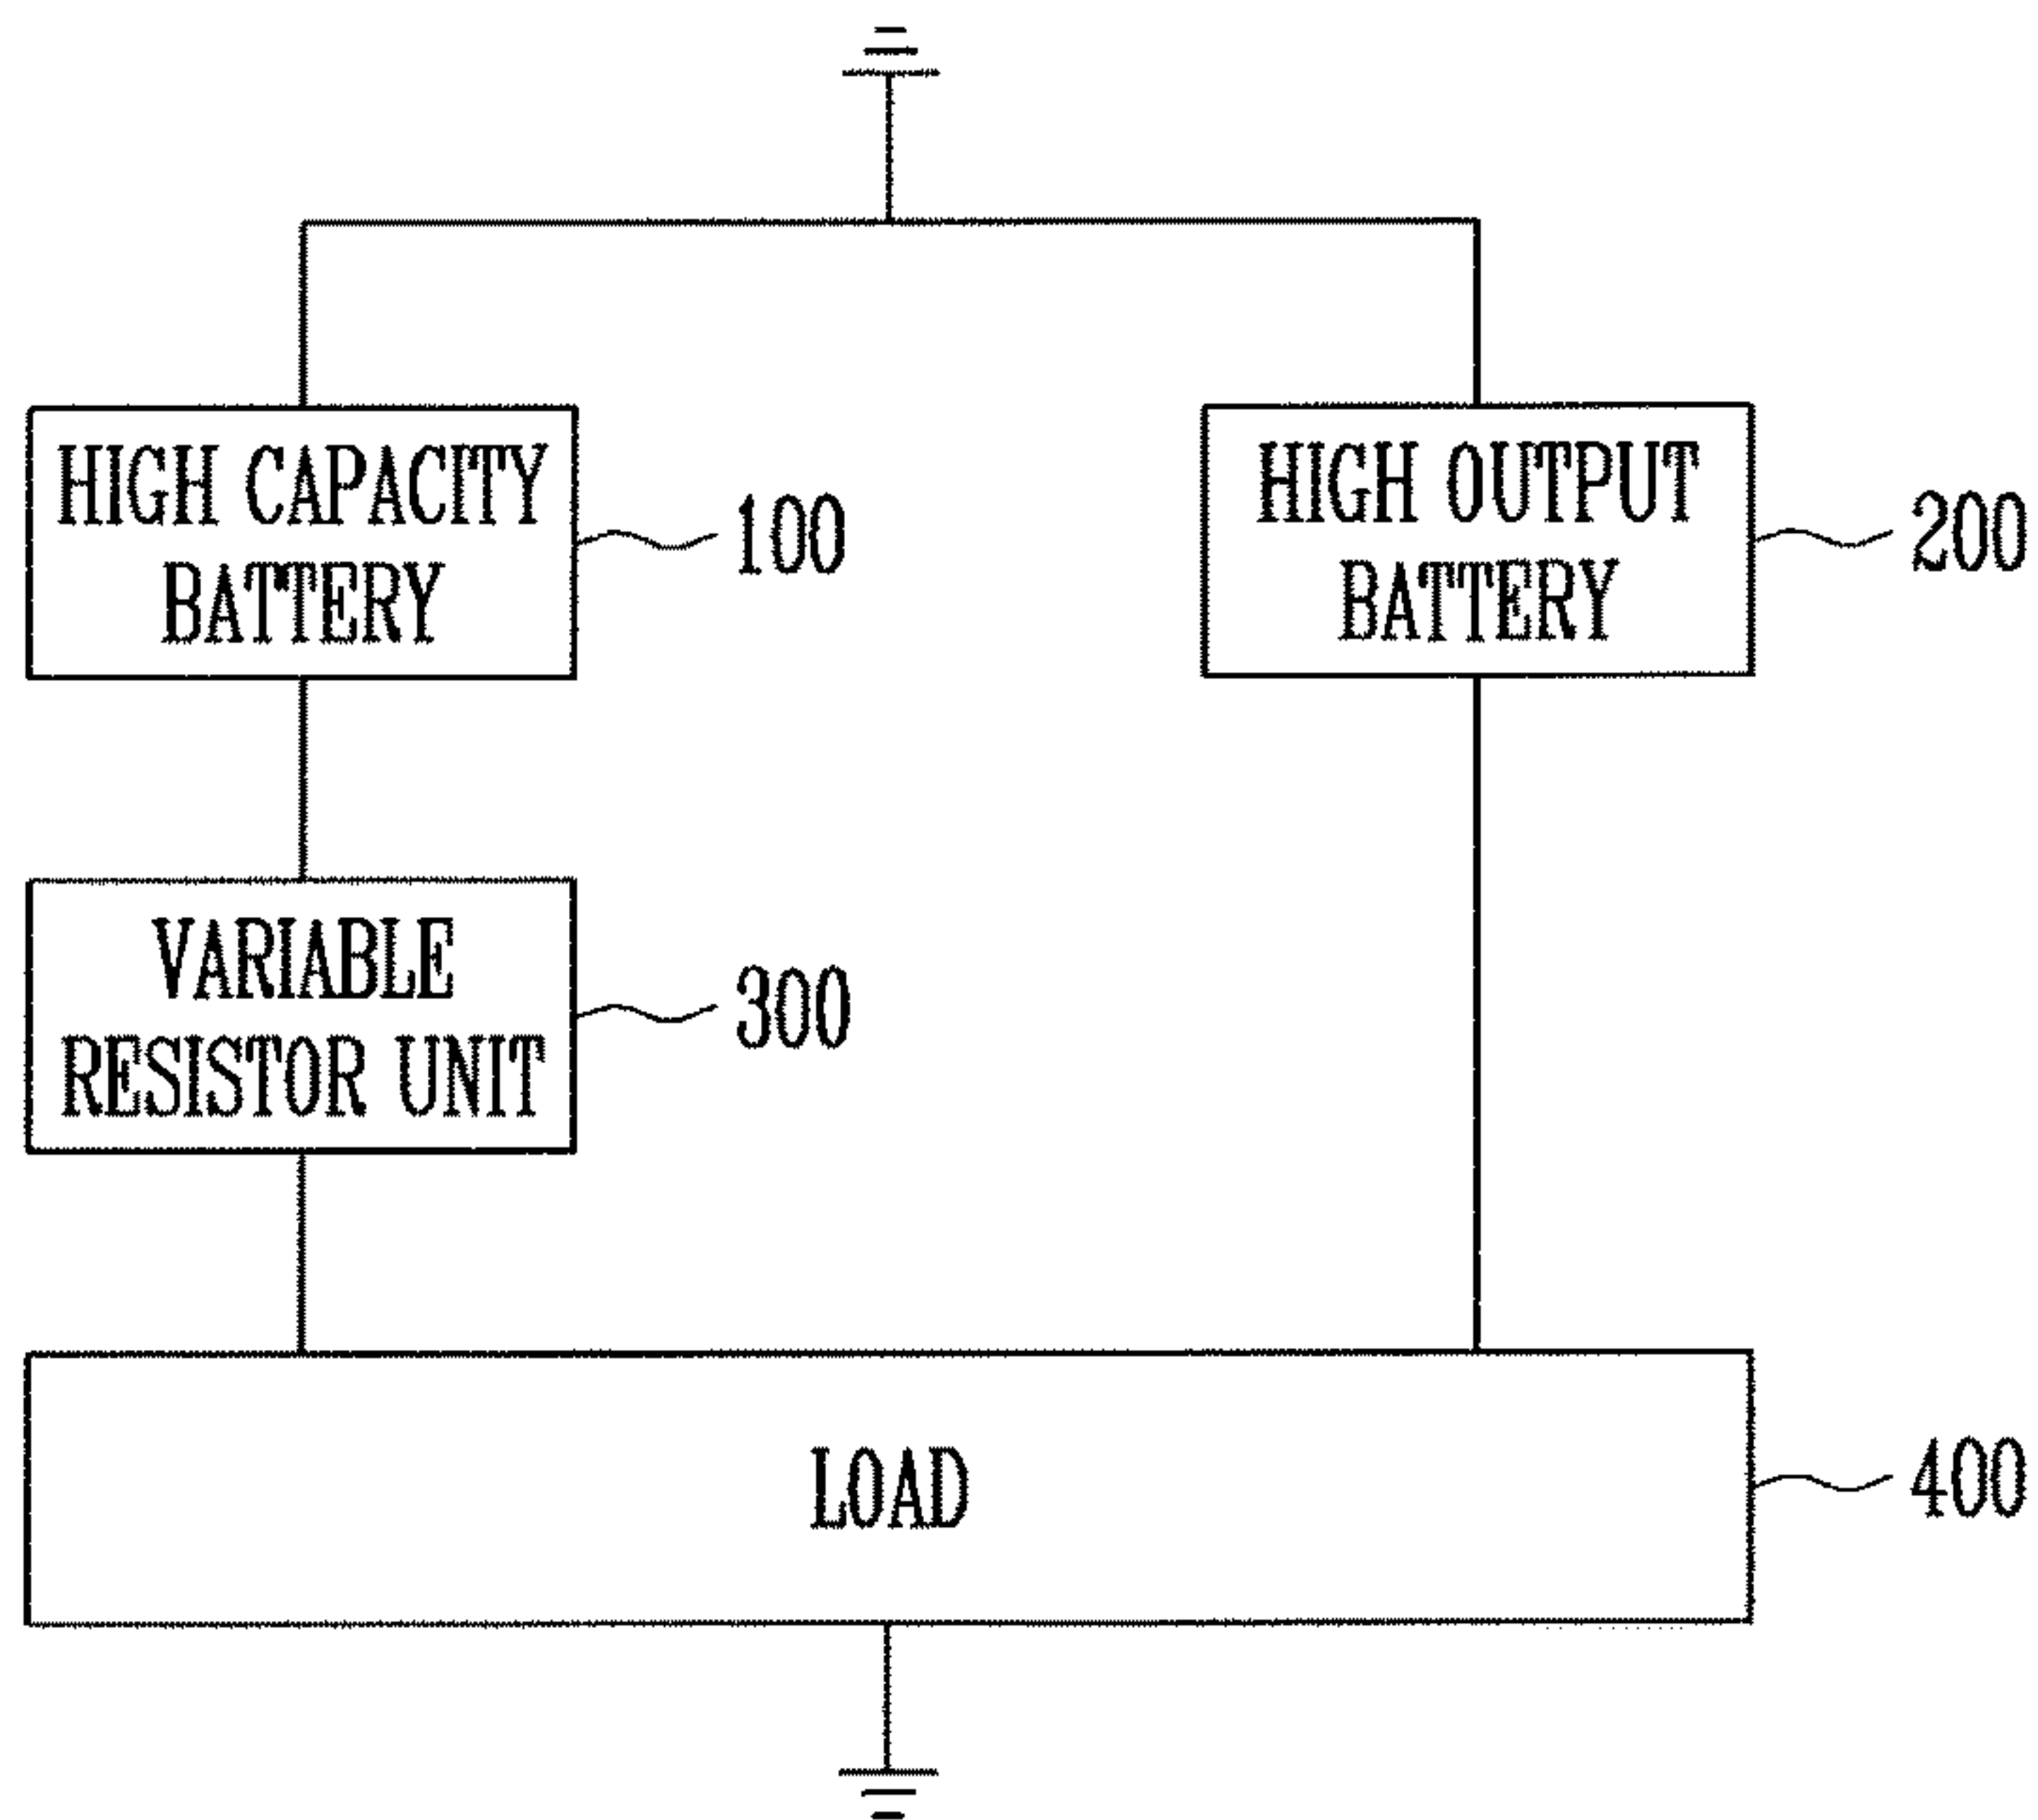 HIGH CAPACITY
BATTERY
100
HIGH OUTPUT
BATTERY
200
VARIABLE
RESISTOR UNIT
300
LOAD
400